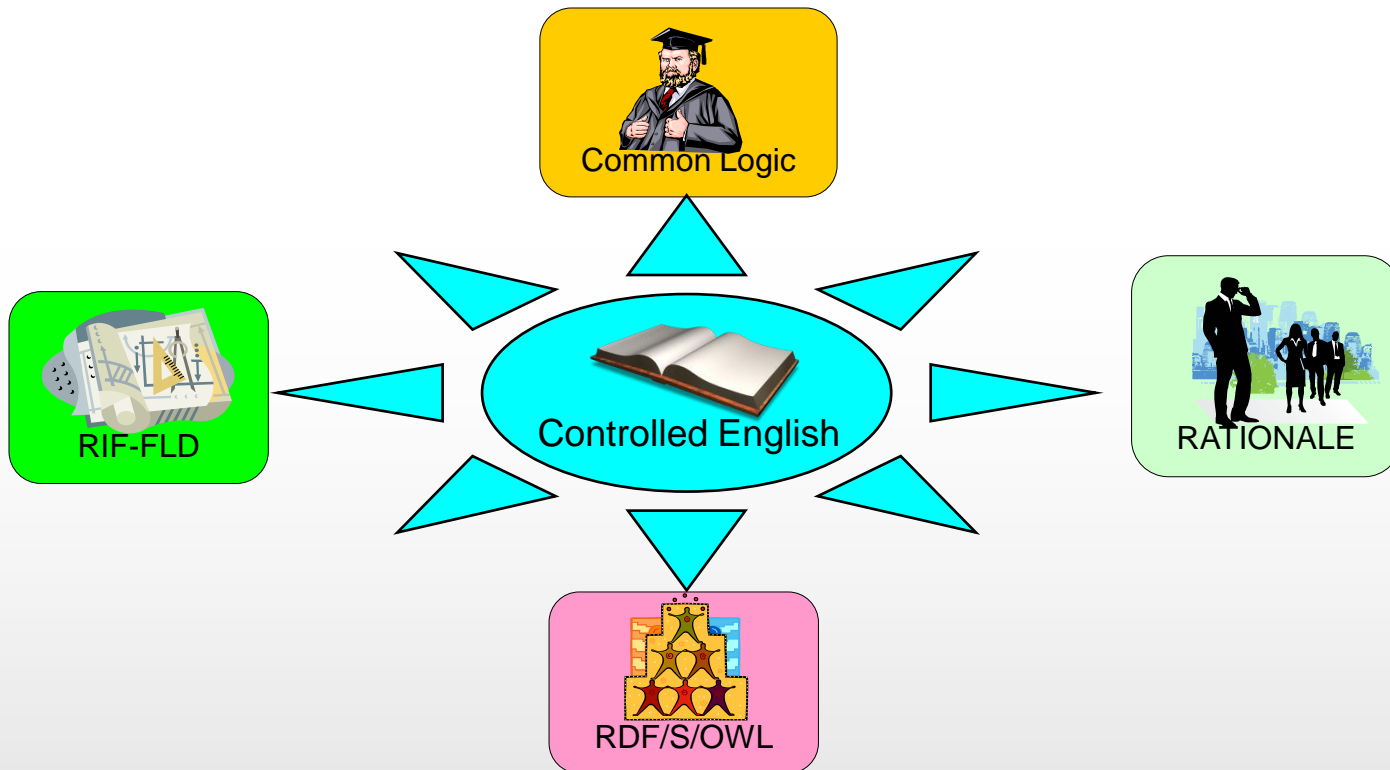 Common Logic
RIF-FLD
Controlled English
RATIONALE
RDF/S/OWL